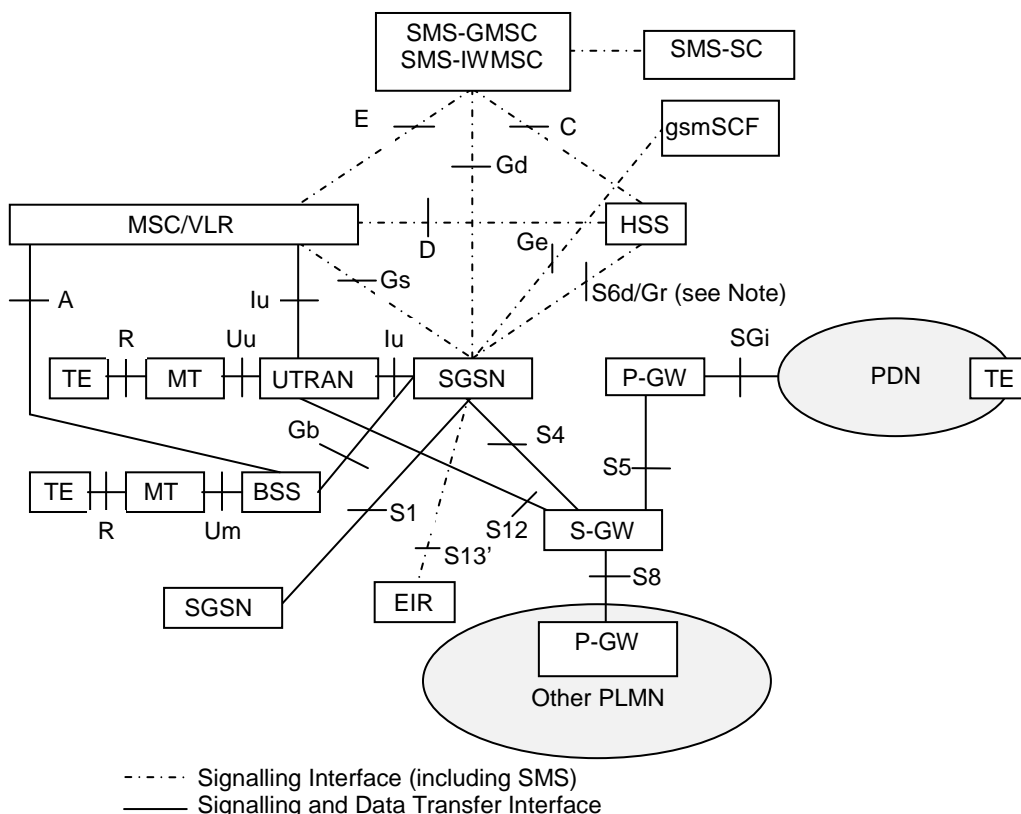 SMS-GMSC
SMS-IWMSC
SMS-SC
E
C
gsmSCF
Gd
MSC/VLR
HSS
D
Ge
Gs
S6d/Gr (see Note)
A
Iu
SGi
R
Uu
Iu
TE
MT
UTRAN
SGSN
P-GW
PDN
TE
Gb
S4
S5
TE
MT
BSS
R
Um
S1
S12
S-GW
S13’
S8
SGSN
EIR
P-GW
Other PLMN
Signalling Interface (including SMS)
Signalling and Data Transfer Interface